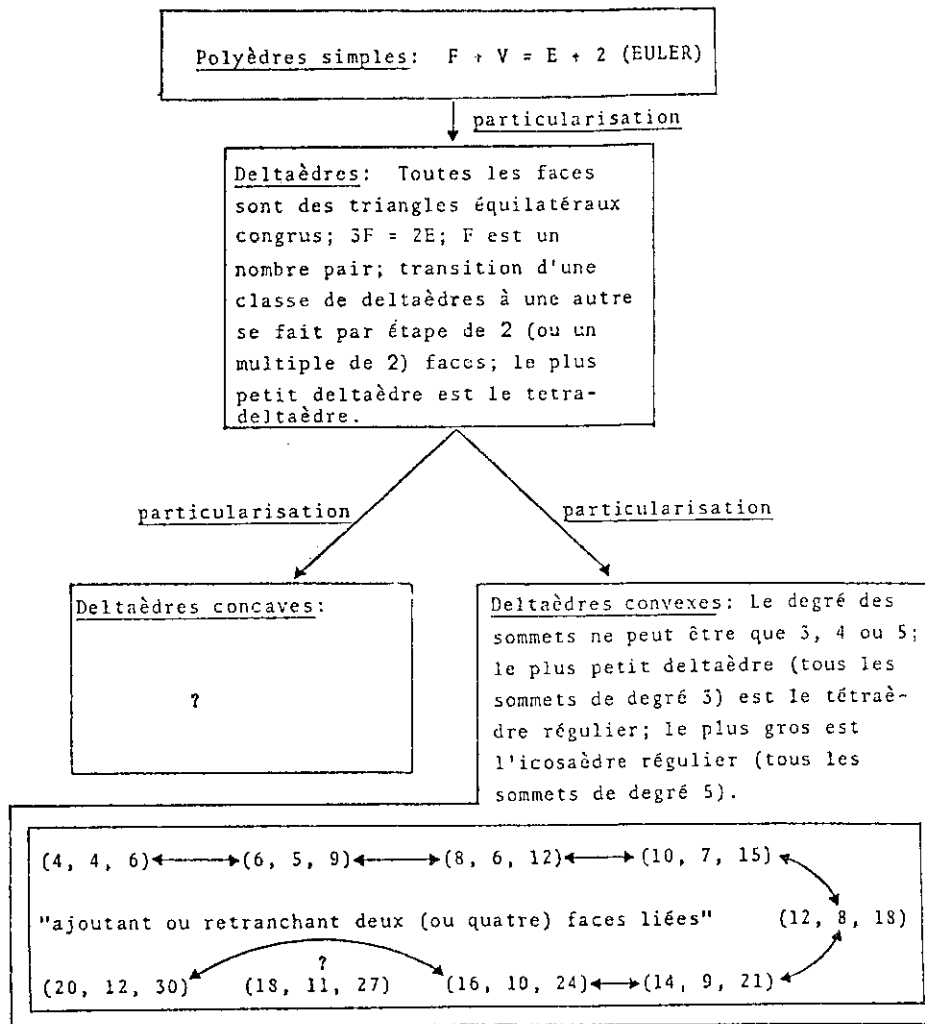 Polyèdres simples: F + V = E + 2 (EULER)
particularisation
Deltaèdres: Toutes les faces
sont des triangles équilatéraux
congrus; 3F = 2E; F est un
nombre pair; transition d'une
classe de deltaèdres à une autre
se fait par étape de 2 (ou un
multiple de 2) faces; le plus
petit deltaèdre est le tetra-
deltaèdre.
particularisation
particularisation
Deltaèdres concaves:
?
Deltaèdres convexes: Le degré des
sommets ne peut être que 3, 4 ou 5;
le plus petit deltaèdre (tous les
sommets de degré 3) est le tétraè-
dre régulier; le plus gros est
l'icosaèdre régulier (tous les
sommets de degré 5).
(4, 4, 6) (6, 5, 9) (8, 6, 12) (10, 7, 15)
"ajoutant ou retranchant deux (ou quatre) faces liées" (12, 8, 18)
?
(20, 12, 30) (18, 11, 27) (16, 10, 24) (14, 9, 21)